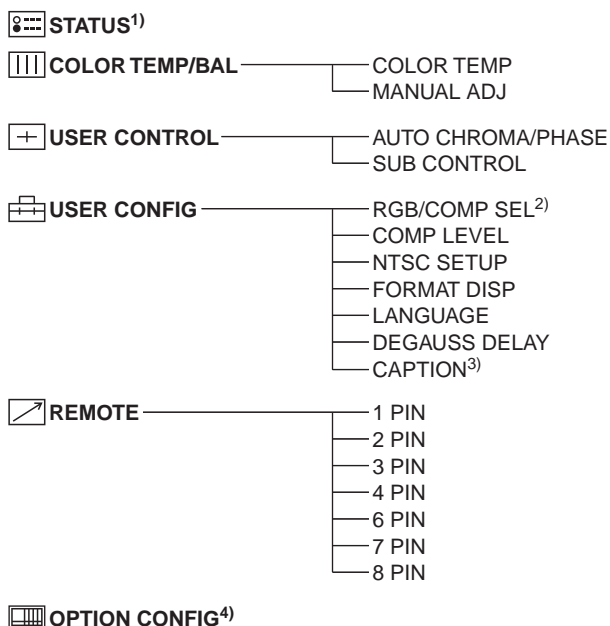 STATUS1)
COLOR TEMP/BAL
COLOR TEMP
MANUAL ADJ
USER CONTROL
AUTO CHROMA/PHASE
SUB CONTROL
USER CONFIG
RGB/COMP SEL2)
COMP LEVEL
NTSC SETUP
FORMAT DISP
LANGUAGE
DEGAUSS DELAY
CAPTION3)
REMOTE
1 PIN
2 PIN
3 PIN
4 PIN
6 PIN
7 PIN
8 PIN
OPTION CONFIG4)